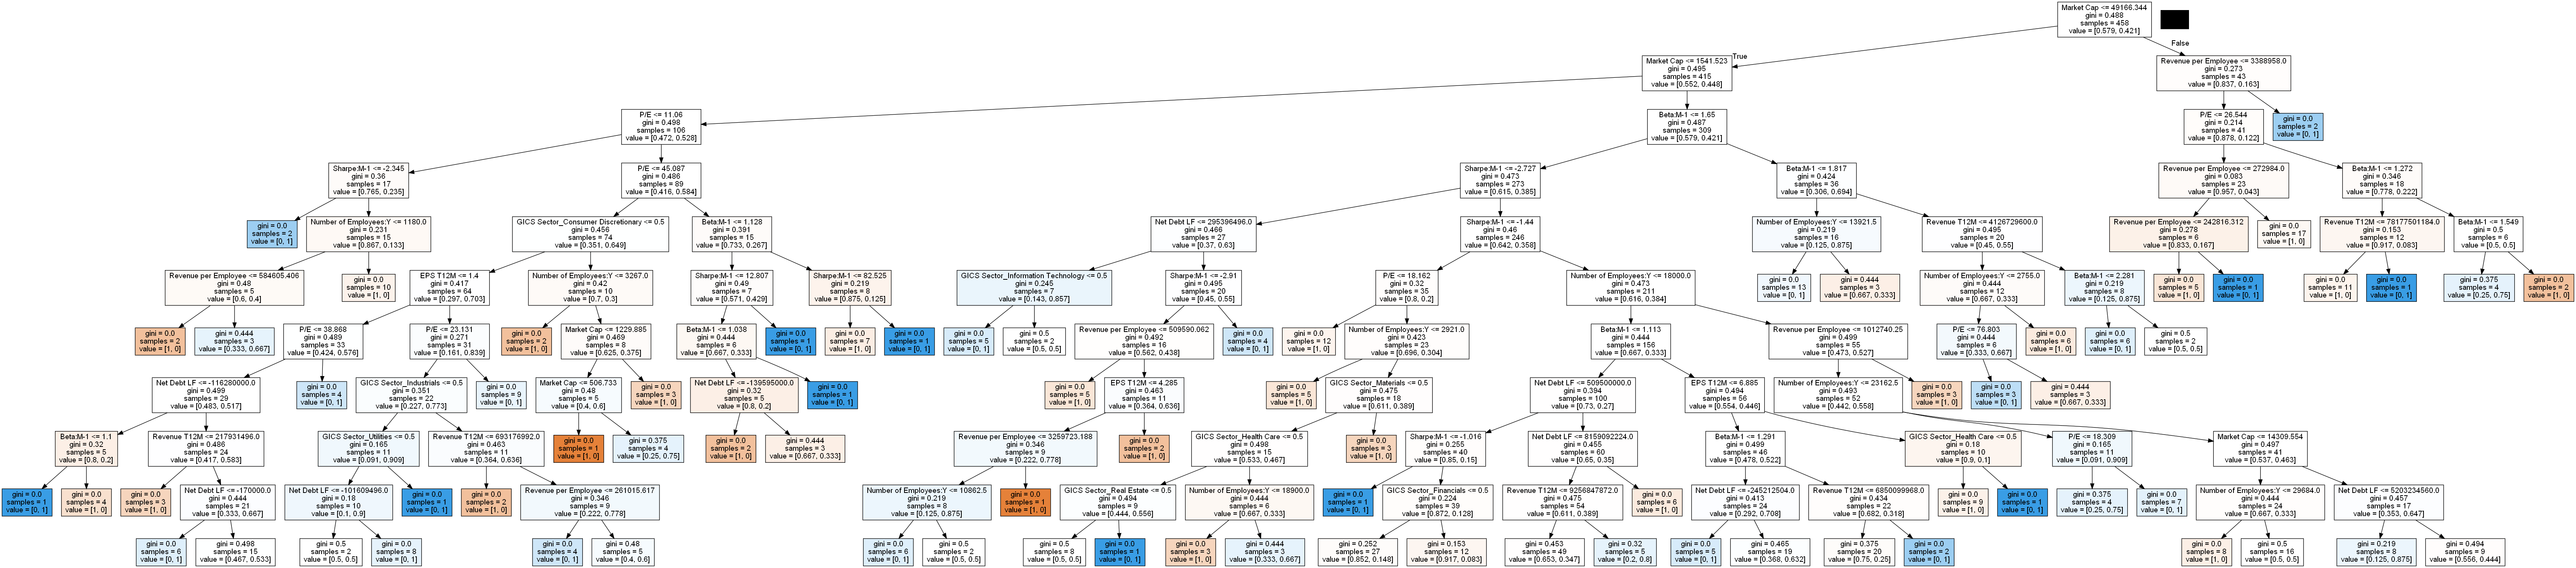 Market Cap <= 49166.344
gini = 0.488
samples = 458
value = [0.579, 0.421]
True
False
Market Cap <= 1541.523
gini = 0.495
samples = 415
value = [0.552, 0.448]
Revenue per Employee <= 3388958.0
gini = 0.273
samples = 43
value = [0.837, 0.163]
P/E <= 11.06
gini = 0.498
samples = 106
value = [0.472, 0.528]
Beta:M-1 <= 1.65
gini = 0.487
samples = 309
value = [0.579, 0.421]
P/E <= 26.544
gini = 0.214
samples = 41
value = [0.878, 0.122]
gini = 0.0
samples = 2
value = [0, 1]
Sharpe:M-1 <= -2.345
gini = 0.36
samples = 17
value = [0.765, 0.235]
P/E <= 45.087
gini = 0.486
samples = 89
value = [0.416, 0.584]
Sharpe:M-1 <= -2.727
gini = 0.473
samples = 273
value = [0.615, 0.385]
Beta:M-1 <= 1.817
gini = 0.424
samples = 36
value = [0.306, 0.694]
Revenue per Employee <= 272984.0
gini = 0.083
samples = 23
value = [0.957, 0.043]
Beta:M-1 <= 1.272
gini = 0.346
samples = 18
value = [0.778, 0.222]
gini = 0.0
samples = 2
value = [0, 1]
Number of Employees:Y <= 1180.0
gini = 0.231
samples = 15
value = [0.867, 0.133]
GICS Sector_Consumer Discretionary <= 0.5
gini = 0.456
samples = 74
value = [0.351, 0.649]
Beta:M-1 <= 1.128
gini = 0.391
samples = 15
value = [0.733, 0.267]
Net Debt LF <= 295396496.0
gini = 0.466
samples = 27
value = [0.37, 0.63]
Sharpe:M-1 <= -1.44
gini = 0.46
samples = 246
value = [0.642, 0.358]
Number of Employees:Y <= 13921.5
gini = 0.219
samples = 16
value = [0.125, 0.875]
Revenue T12M <= 4126729600.0
gini = 0.495
samples = 20
value = [0.45, 0.55]
Revenue per Employee <= 242816.312
gini = 0.278
samples = 6
value = [0.833, 0.167]
gini = 0.0
samples = 17
value = [1, 0]
Revenue T12M <= 78177501184.0
gini = 0.153
samples = 12
value = [0.917, 0.083]
Beta:M-1 <= 1.549
gini = 0.5
samples = 6
value = [0.5, 0.5]
Revenue per Employee <= 584605.406
gini = 0.48
samples = 5
value = [0.6, 0.4]
gini = 0.0
samples = 10
value = [1, 0]
EPS T12M <= 1.4
gini = 0.417
samples = 64
value = [0.297, 0.703]
Number of Employees:Y <= 3267.0
gini = 0.42
samples = 10
value = [0.7, 0.3]
Sharpe:M-1 <= 12.807
gini = 0.49
samples = 7
value = [0.571, 0.429]
Sharpe:M-1 <= 82.525
gini = 0.219
samples = 8
value = [0.875, 0.125]
GICS Sector_Information Technology <= 0.5
gini = 0.245
samples = 7
value = [0.143, 0.857]
Sharpe:M-1 <= -2.91
gini = 0.495
samples = 20
value = [0.45, 0.55]
P/E <= 18.162
gini = 0.32
samples = 35
value = [0.8, 0.2]
Number of Employees:Y <= 18000.0
gini = 0.473
samples = 211
value = [0.616, 0.384]
gini = 0.0
samples = 13
value = [0, 1]
gini = 0.444
samples = 3
value = [0.667, 0.333]
Number of Employees:Y <= 2755.0
gini = 0.444
samples = 12
value = [0.667, 0.333]
Beta:M-1 <= 2.281
gini = 0.219
samples = 8
value = [0.125, 0.875]
gini = 0.0
samples = 5
value = [1, 0]
gini = 0.0
samples = 1
value = [0, 1]
gini = 0.0
samples = 11
value = [1, 0]
gini = 0.0
samples = 1
value = [0, 1]
gini = 0.375
samples = 4
value = [0.25, 0.75]
gini = 0.0
samples = 2
value = [1, 0]
gini = 0.0
samples = 2
value = [1, 0]
gini = 0.444
samples = 3
value = [0.333, 0.667]
P/E <= 38.868
gini = 0.489
samples = 33
value = [0.424, 0.576]
P/E <= 23.131
gini = 0.271
samples = 31
value = [0.161, 0.839]
gini = 0.0
samples = 2
value = [1, 0]
Market Cap <= 1229.885
gini = 0.469
samples = 8
value = [0.625, 0.375]
Beta:M-1 <= 1.038
gini = 0.444
samples = 6
value = [0.667, 0.333]
gini = 0.0
samples = 1
value = [0, 1]
gini = 0.0
samples = 7
value = [1, 0]
gini = 0.0
samples = 1
value = [0, 1]
gini = 0.0
samples = 5
value = [0, 1]
gini = 0.5
samples = 2
value = [0.5, 0.5]
Revenue per Employee <= 509590.062
gini = 0.492
samples = 16
value = [0.562, 0.438]
gini = 0.0
samples = 4
value = [0, 1]
gini = 0.0
samples = 12
value = [1, 0]
Number of Employees:Y <= 2921.0
gini = 0.423
samples = 23
value = [0.696, 0.304]
Beta:M-1 <= 1.113
gini = 0.444
samples = 156
value = [0.667, 0.333]
Revenue per Employee <= 1012740.25
gini = 0.499
samples = 55
value = [0.473, 0.527]
P/E <= 76.803
gini = 0.444
samples = 6
value = [0.333, 0.667]
gini = 0.0
samples = 6
value = [1, 0]
gini = 0.0
samples = 6
value = [0, 1]
gini = 0.5
samples = 2
value = [0.5, 0.5]
Net Debt LF <= -116280000.0
gini = 0.499
samples = 29
value = [0.483, 0.517]
gini = 0.0
samples = 4
value = [0, 1]
GICS Sector_Industrials <= 0.5
gini = 0.351
samples = 22
value = [0.227, 0.773]
gini = 0.0
samples = 9
value = [0, 1]
Market Cap <= 506.733
gini = 0.48
samples = 5
value = [0.4, 0.6]
gini = 0.0
samples = 3
value = [1, 0]
Net Debt LF <= -139595000.0
gini = 0.32
samples = 5
value = [0.8, 0.2]
gini = 0.0
samples = 1
value = [0, 1]
gini = 0.0
samples = 5
value = [1, 0]
EPS T12M <= 4.285
gini = 0.463
samples = 11
value = [0.364, 0.636]
gini = 0.0
samples = 5
value = [1, 0]
GICS Sector_Materials <= 0.5
gini = 0.475
samples = 18
value = [0.611, 0.389]
Net Debt LF <= 509500000.0
gini = 0.394
samples = 100
value = [0.73, 0.27]
EPS T12M <= 6.885
gini = 0.494
samples = 56
value = [0.554, 0.446]
Number of Employees:Y <= 23162.5
gini = 0.493
samples = 52
value = [0.442, 0.558]
gini = 0.0
samples = 3
value = [1, 0]
gini = 0.0
samples = 3
value = [0, 1]
gini = 0.444
samples = 3
value = [0.667, 0.333]
Beta:M-1 <= 1.1
gini = 0.32
samples = 5
value = [0.8, 0.2]
Revenue T12M <= 217931496.0
gini = 0.486
samples = 24
value = [0.417, 0.583]
GICS Sector_Utilities <= 0.5
gini = 0.165
samples = 11
value = [0.091, 0.909]
Revenue T12M <= 693176992.0
gini = 0.463
samples = 11
value = [0.364, 0.636]
gini = 0.0
samples = 1
value = [1, 0]
gini = 0.375
samples = 4
value = [0.25, 0.75]
gini = 0.0
samples = 2
value = [1, 0]
gini = 0.444
samples = 3
value = [0.667, 0.333]
Revenue per Employee <= 3259723.188
gini = 0.346
samples = 9
value = [0.222, 0.778]
gini = 0.0
samples = 2
value = [1, 0]
GICS Sector_Health Care <= 0.5
gini = 0.498
samples = 15
value = [0.533, 0.467]
gini = 0.0
samples = 3
value = [1, 0]
Sharpe:M-1 <= -1.016
gini = 0.255
samples = 40
value = [0.85, 0.15]
Net Debt LF <= 8159092224.0
gini = 0.455
samples = 60
value = [0.65, 0.35]
Beta:M-1 <= 1.291
gini = 0.499
samples = 46
value = [0.478, 0.522]
GICS Sector_Health Care <= 0.5
gini = 0.18
samples = 10
value = [0.9, 0.1]
P/E <= 18.309
gini = 0.165
samples = 11
value = [0.091, 0.909]
Market Cap <= 14309.554
gini = 0.497
samples = 41
value = [0.537, 0.463]
gini = 0.0
samples = 1
value = [0, 1]
gini = 0.0
samples = 4
value = [1, 0]
gini = 0.0
samples = 3
value = [1, 0]
Net Debt LF <= -170000.0
gini = 0.444
samples = 21
value = [0.333, 0.667]
Net Debt LF <= -101609496.0
gini = 0.18
samples = 10
value = [0.1, 0.9]
gini = 0.0
samples = 1
value = [0, 1]
gini = 0.0
samples = 2
value = [1, 0]
Revenue per Employee <= 261015.617
gini = 0.346
samples = 9
value = [0.222, 0.778]
Number of Employees:Y <= 10862.5
gini = 0.219
samples = 8
value = [0.125, 0.875]
gini = 0.0
samples = 1
value = [1, 0]
GICS Sector_Real Estate <= 0.5
gini = 0.494
samples = 9
value = [0.444, 0.556]
Number of Employees:Y <= 18900.0
gini = 0.444
samples = 6
value = [0.667, 0.333]
gini = 0.0
samples = 1
value = [0, 1]
GICS Sector_Financials <= 0.5
gini = 0.224
samples = 39
value = [0.872, 0.128]
Revenue T12M <= 9256847872.0
gini = 0.475
samples = 54
value = [0.611, 0.389]
gini = 0.0
samples = 6
value = [1, 0]
Net Debt LF <= -245212504.0
gini = 0.413
samples = 24
value = [0.292, 0.708]
Revenue T12M <= 6850099968.0
gini = 0.434
samples = 22
value = [0.682, 0.318]
gini = 0.0
samples = 9
value = [1, 0]
gini = 0.0
samples = 1
value = [0, 1]
gini = 0.375
samples = 4
value = [0.25, 0.75]
gini = 0.0
samples = 7
value = [0, 1]
Number of Employees:Y <= 29684.0
gini = 0.444
samples = 24
value = [0.667, 0.333]
Net Debt LF <= 5203234560.0
gini = 0.457
samples = 17
value = [0.353, 0.647]
gini = 0.0
samples = 6
value = [0, 1]
gini = 0.498
samples = 15
value = [0.467, 0.533]
gini = 0.5
samples = 2
value = [0.5, 0.5]
gini = 0.0
samples = 8
value = [0, 1]
gini = 0.0
samples = 4
value = [0, 1]
gini = 0.48
samples = 5
value = [0.4, 0.6]
gini = 0.0
samples = 6
value = [0, 1]
gini = 0.5
samples = 2
value = [0.5, 0.5]
gini = 0.5
samples = 8
value = [0.5, 0.5]
gini = 0.0
samples = 1
value = [0, 1]
gini = 0.0
samples = 3
value = [1, 0]
gini = 0.444
samples = 3
value = [0.333, 0.667]
gini = 0.252
samples = 27
value = [0.852, 0.148]
gini = 0.153
samples = 12
value = [0.917, 0.083]
gini = 0.453
samples = 49
value = [0.653, 0.347]
gini = 0.32
samples = 5
value = [0.2, 0.8]
gini = 0.0
samples = 5
value = [0, 1]
gini = 0.465
samples = 19
value = [0.368, 0.632]
gini = 0.375
samples = 20
value = [0.75, 0.25]
gini = 0.0
samples = 2
value = [0, 1]
gini = 0.0
samples = 8
value = [1, 0]
gini = 0.5
samples = 16
value = [0.5, 0.5]
gini = 0.219
samples = 8
value = [0.125, 0.875]
gini = 0.494
samples = 9
value = [0.556, 0.444]